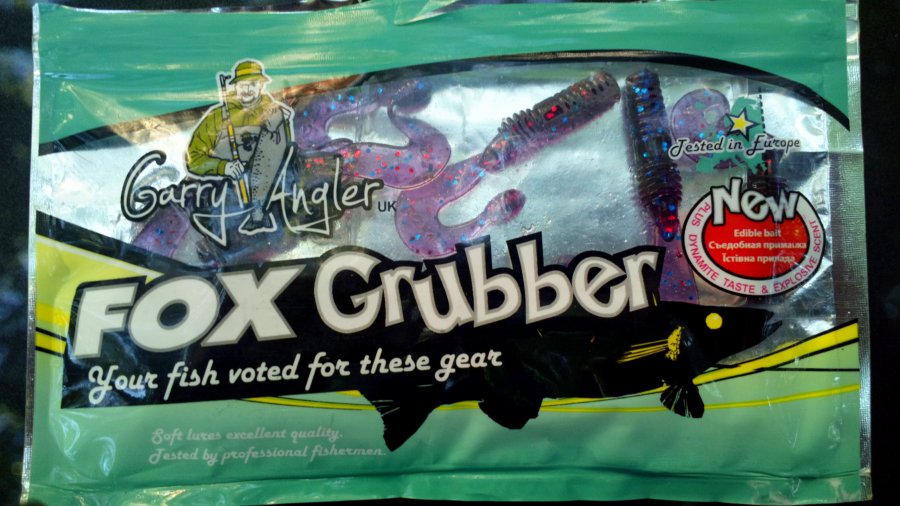 Garry Angler UK
Tested in Europe
New
Edible bait
Съедобная приманка
Їстівна принада
PLUS DYNAMITE TASTE & EXPLOSIVE SCENT
FOX Grubber
Your fish voted for these gear
Soft lures excellent quality.
Tested by professional fishermen.